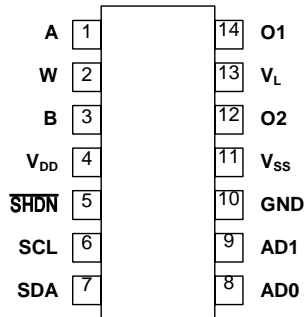 A 1 14 O1
W 2 13 VL
B 3 12 O2
VDD 4 11 VSS
SHDN 5 10 GND
SCL 6 9 AD1
SDA 7 8 AD0